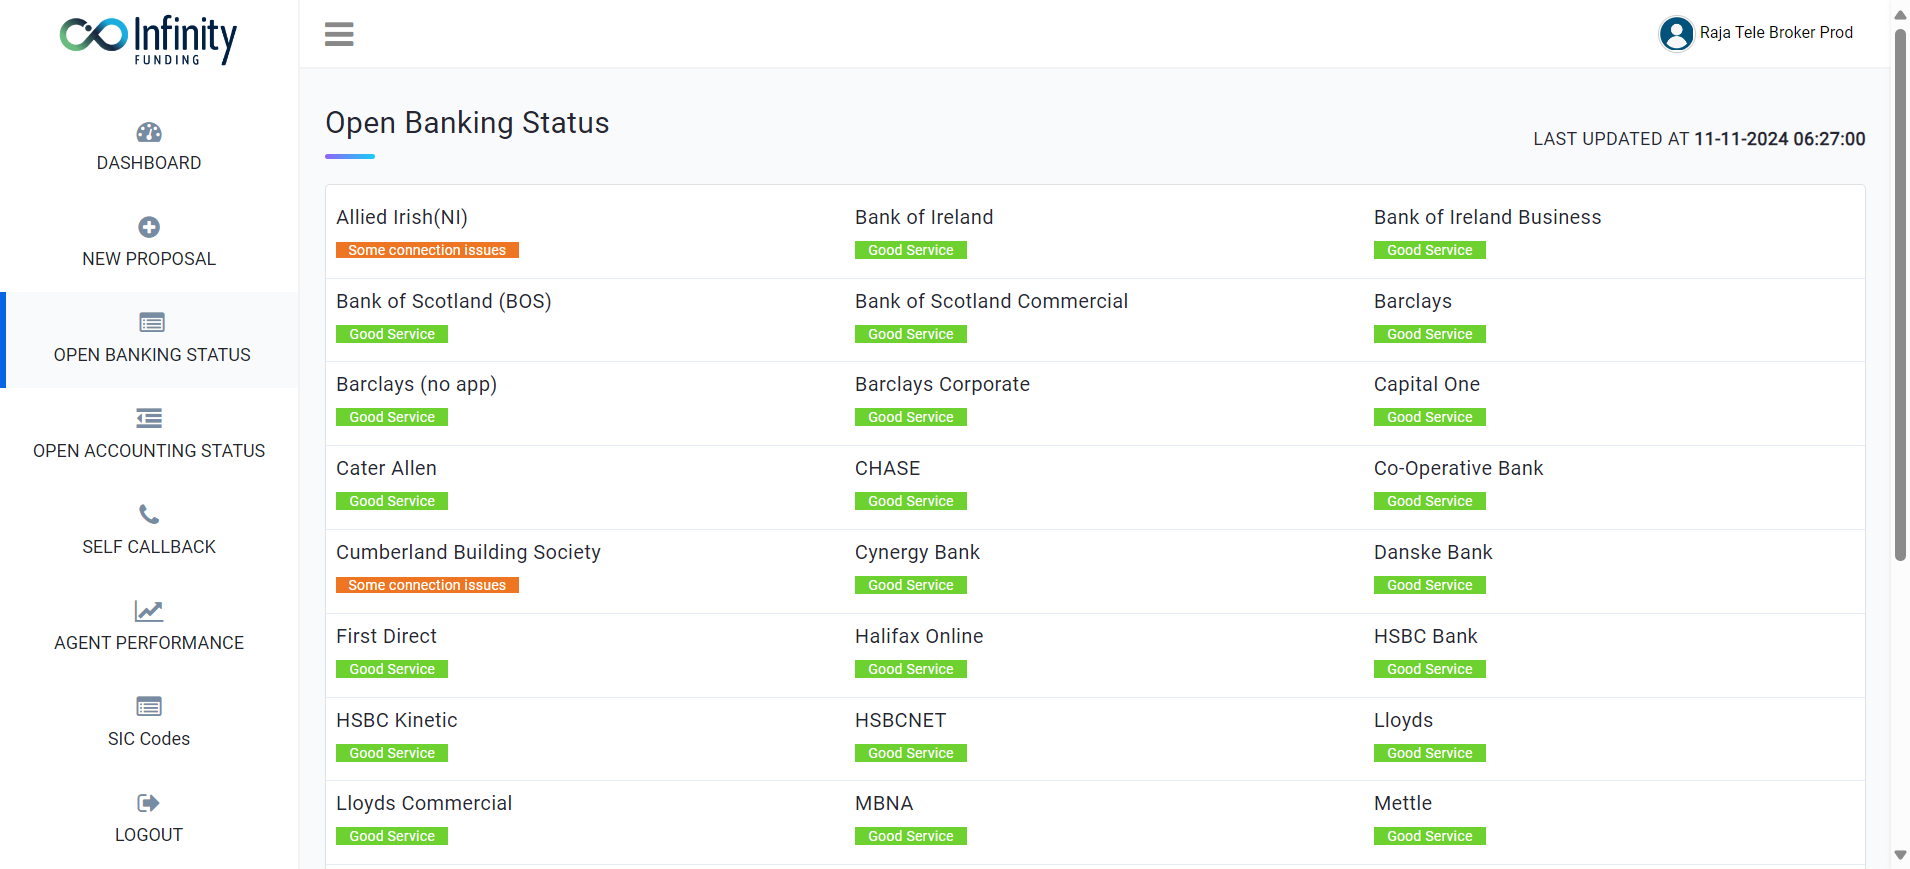 Infinity
FUNDING
Raja Tele Broker Prod
DASHBOARD
NEW PROPOSAL
OPEN BANKING STATUS
OPEN ACCOUNTING STATUS
SELF CALLBACK
AGENT PERFORMANCE
SIC Codes
LOGOUT
Open Banking Status
LAST UPDATED AT 11-11-2024 06:27:00
Allied Irish(NI) Bank of Ireland Bank of Ireland Business
Some connection issues Good Service Good Service
Bank of Scotland (BOS) Bank of Scotland Commercial Barclays
Good Service Good Service Good Service
Barclays (no app) Barclays Corporate Capital One
Good Service Good Service Good Service
Cater Allen CHASE Co-Operative Bank
Good Service Good Service Good Service
Cumberland Building Society Cynergy Bank Danske Bank
Some connection issues Good Service Good Service
First Direct Halifax Online HSBC Bank
Good Service Good Service Good Service
HSBC Kinetic HSBCNET Lloyds
Good Service Good Service Good Service
Lloyds Commercial MBNA Mettle
Good Service Good Service Good Service